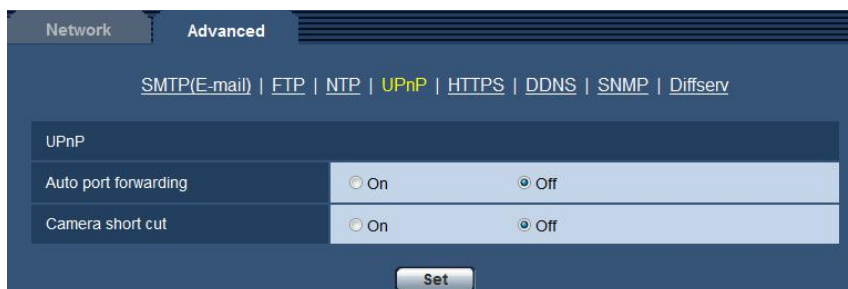 Network Advanced
SMTP(E-mail) | FTP | NTP | UPnP | HTTPS | DDNS | SNMP | Diffserv
UPnP
Auto port forwarding On Off
Camera short cut On Off
Set